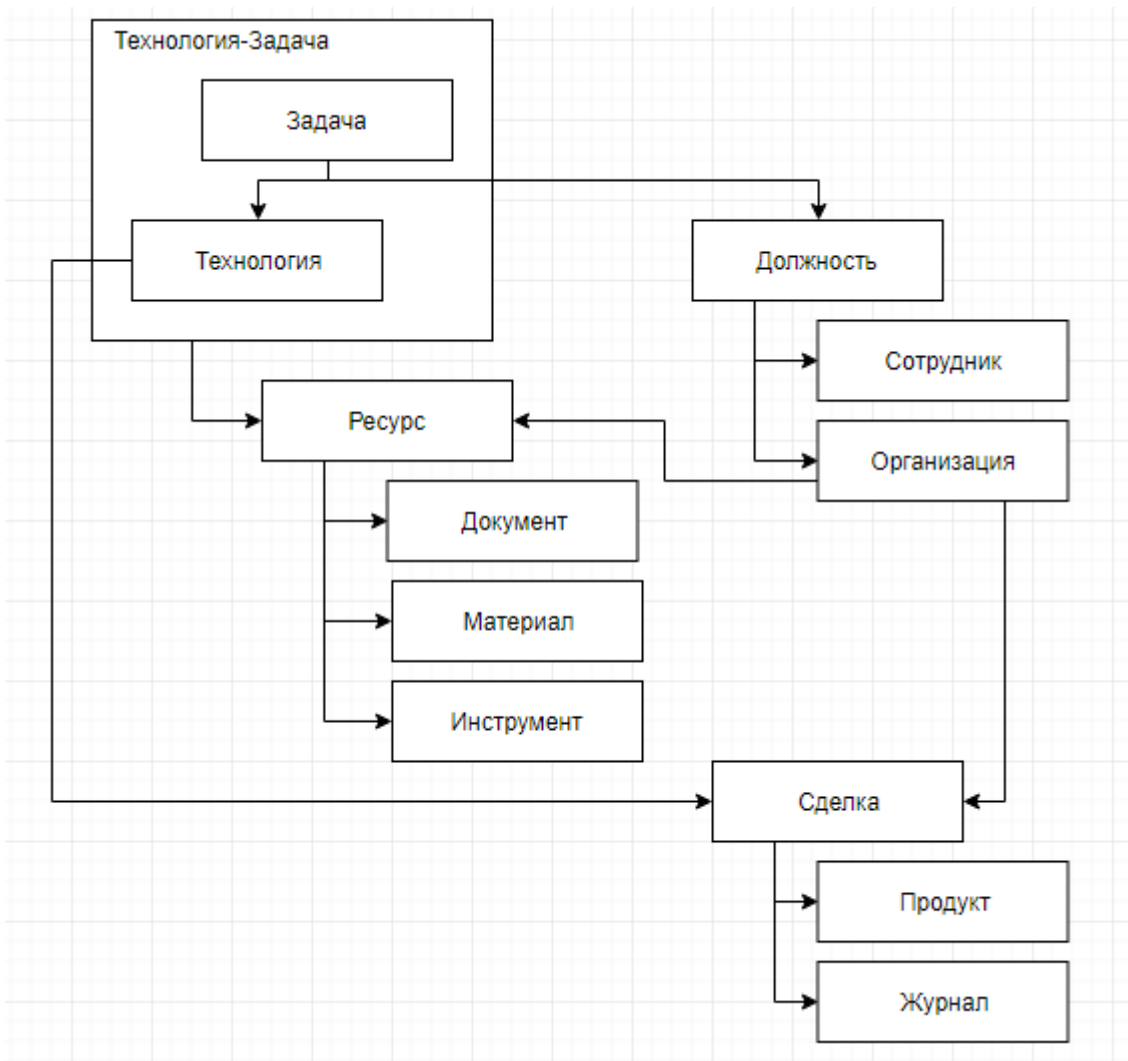 Технология-Задача
Задача
Технология
Должность
Сотрудник
Ресурс
Организация
Документ
Материал
Инструмент
Сделка
Продукт
Журнал